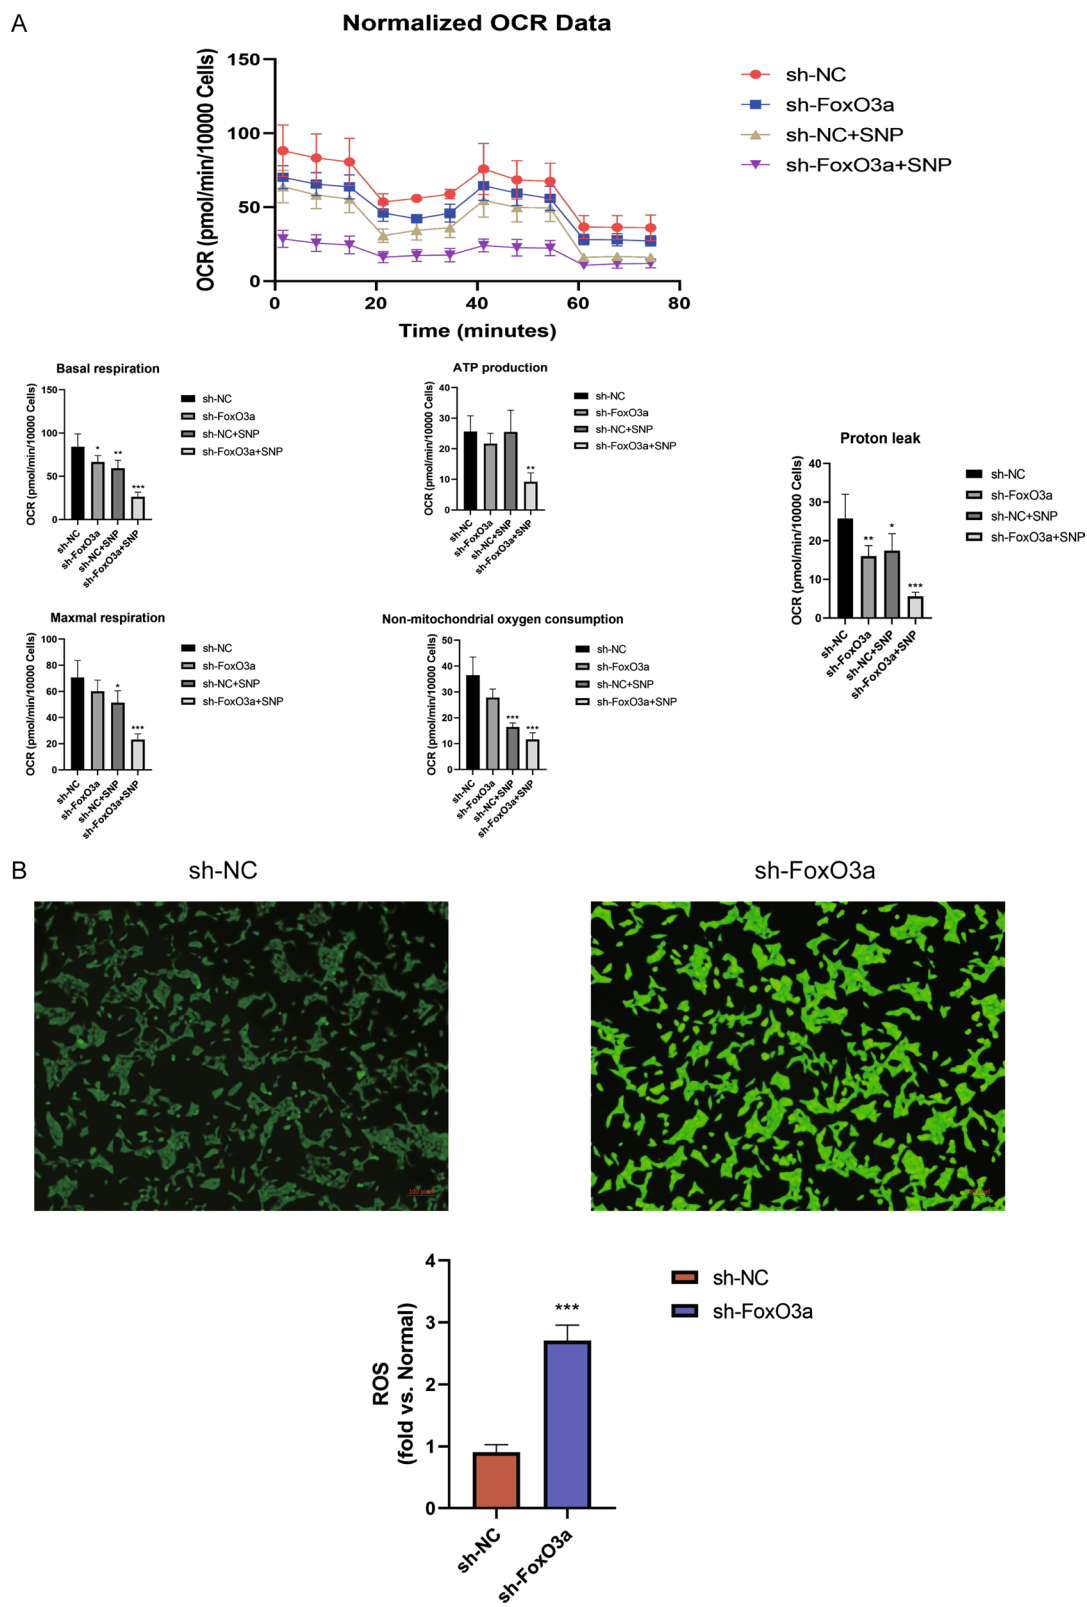 A
Normalized OCR Data
OCR (pmol/min/10000 Cells)
150
100
50
0
0 20 40 60 80
Time (minutes)
sh-NC
sh-FoxO3a
sh-NC+SNP
sh-FoxO3a+SNP
Basal respiration
OCR (pmol/min/10000 Cells)
150
100
50
0
* ** ***
sh-NC
sh-FoxO3a
sh-NC+SNP
sh-FoxO3a+SNP
sh-NC
sh-FoxO3a
sh-NC+SNP
sh-FoxO3a+SNP
ATP production
OCR (pmol/min/10000 Cells)
40
30
20
10
0
**
sh-NC
sh-FoxO3a
sh-NC+SNP
sh-FoxO3a+SNP
sh-NC
sh-FoxO3a
sh-NC+SNP
sh-FoxO3a+SNP
Proton leak
OCR (pmol/min/10000 Cells)
40
30
20
10
0
** * ***
sh-NC
sh-FoxO3a
sh-NC+SNP
sh-FoxO3a+SNP
sh-NC
sh-FoxO3a
sh-NC+SNP
sh-FoxO3a+SNP
Maxmal respiration
OCR (pmol/min/10000 Cells)
100
80
60
40
20
0
* ***
sh-NC
sh-FoxO3a
sh-NC+SNP
sh-FoxO3a+SNP
sh-NC
sh-FoxO3a
sh-NC+SNP
sh-FoxO3a+SNP
Non-mitochondrial oxygen consumption
OCR (pmol/min/10000 Cells)
50
40
30
20
10
0
*** ***
sh-NC
sh-FoxO3a
sh-NC+SNP
sh-FoxO3a+SNP
sh-NC
sh-FoxO3a
sh-NC+SNP
sh-FoxO3a+SNP
B
sh-NC
sh-FoxO3a
100
ROS
(fold vs. Normal)
4
3
2
1
0
***
sh-NC
sh-FoxO3a
sh-NC
sh-FoxO3a